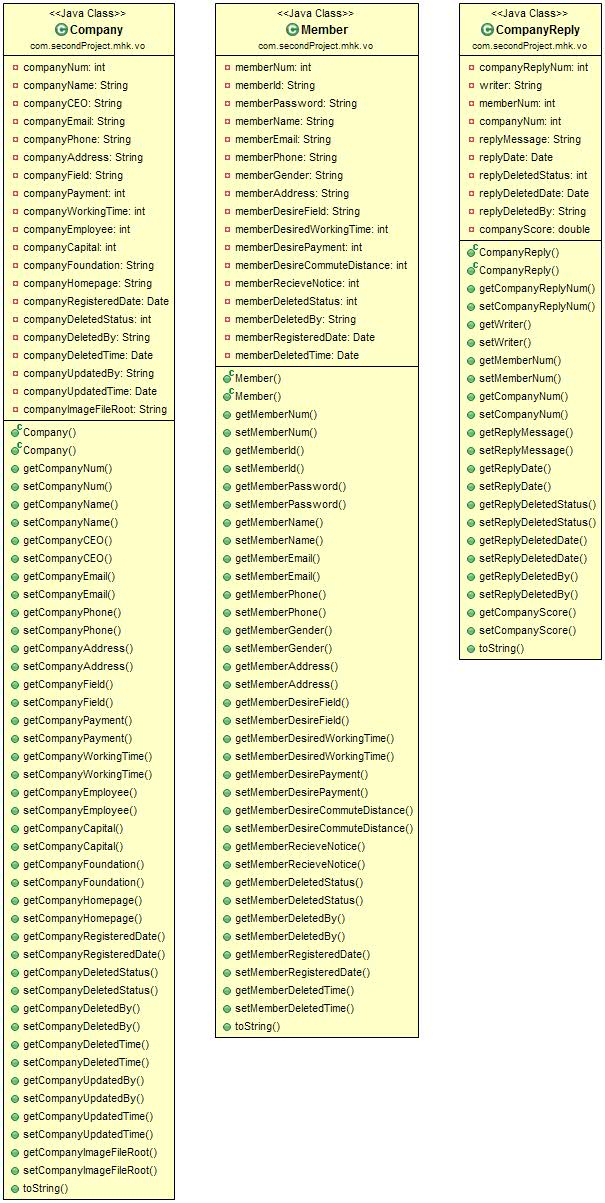 <<Java Class>>
Company
com.secondProject.mhk.vo
companyNum: int
companyName: String
companyCEO: String
companyEmail: String
companyPhone: String
companyAddress: String
companyField: String
companyPayment: int
companyWorkingTime: int
companyEmployee: int
companyCapital: int
companyFoundation: String
companyHomepage: String
companyRegisteredDate: Date
companyDeletedStatus: int
companyDeletedBy: String
companyDeletedTime: Date
companyUpdatedBy: String
companyUpdatedTime: Date
companyImageFileRoot: String
Company()
Company()
getCompanyNum()
setCompanyNum()
getCompanyName()
setCompanyName()
getCompanyCEO()
setCompanyCEO()
getCompanyEmail()
setCompanyEmail()
getCompanyPhone()
setCompanyPhone()
getCompanyAddress()
setCompanyAddress()
getCompanyField()
setCompanyField()
getCompanyPayment()
setCompanyPayment()
getCompanyWorkingTime()
setCompanyWorkingTime()
getCompanyEmployee()
setCompanyEmployee()
getCompanyCapital()
setCompanyCapital()
getCompanyFoundation()
setCompanyFoundation()
getCompanyHomepage()
setCompanyHomepage()
getCompanyRegisteredDate()
setCompanyRegisteredDate()
getCompanyDeletedStatus()
setCompanyDeletedStatus()
getCompanyDeletedBy()
setCompanyDeletedBy()
getCompanyDeletedTime()
setCompanyDeletedTime()
getCompanyUpdatedBy()
setCompanyUpdatedBy()
getCompanyUpdatedTime()
setCompanyUpdatedTime()
getCompanyImageFileRoot()
setCompanyImageFileRoot()
toString()
<<Java Class>>
Member
com.secondProject.mhk.vo
memberNum: int
memberId: String
memberPassword: String
memberName: String
memberEmail: String
memberPhone: String
memberGender: String
memberAddress: String
memberDesireField: String
memberDesiredWorkingTime: int
memberDesirePayment: int
memberDesireCommuteDistance: int
memberRecieveNotice: int
memberDeletedStatus: int
memberDeletedBy: String
memberRegisteredDate: Date
memberDeletedTime: Date
Member()
Member()
getMemberNum()
setMemberNum()
getMemberId()
setMemberId()
getMemberPassword()
setMemberPassword()
getMemberName()
setMemberName()
getMemberEmail()
setMemberEmail()
getMemberPhone()
setMemberPhone()
getMemberGender()
setMemberGender()
getMemberAddress()
setMemberAddress()
getMemberDesireField()
setMemberDesireField()
getMemberDesiredWorkingTime()
setMemberDesiredWorkingTime()
getMemberDesirePayment()
setMemberDesirePayment()
getMemberDesireCommuteDistance()
setMemberDesireCommuteDistance()
getMemberRecieveNotice()
setMemberRecieveNotice()
getMemberDeletedStatus()
setMemberDeletedStatus()
getMemberDeletedBy()
setMemberDeletedBy()
getMemberRegisteredDate()
setMemberRegisteredDate()
getMemberDeletedTime()
setMemberDeletedTime()
toString()
<<Java Class>>
CompanyReply
com.secondProject.mhk.vo
companyReplyNum: int
writer: String
memberNum: int
companyNum: int
replyMessage: String
replyDate: Date
replyDeletedStatus: int
replyDeletedDate: Date
replyDeletedBy: String
companyScore: double
CompanyReply()
CompanyReply()
getCompanyReplyNum()
setCompanyReplyNum()
getWriter()
setWriter()
getMemberNum()
setMemberNum()
getCompanyNum()
setCompanyNum()
getReplyMessage()
setReplyMessage()
getReplyDate()
setReplyDate()
getReplyDeletedStatus()
setReplyDeletedStatus()
getReplyDeletedDate()
setReplyDeletedDate()
getReplyDeletedBy()
setReplyDeletedBy()
getCompanyScore()
setCompanyScore()
toString()